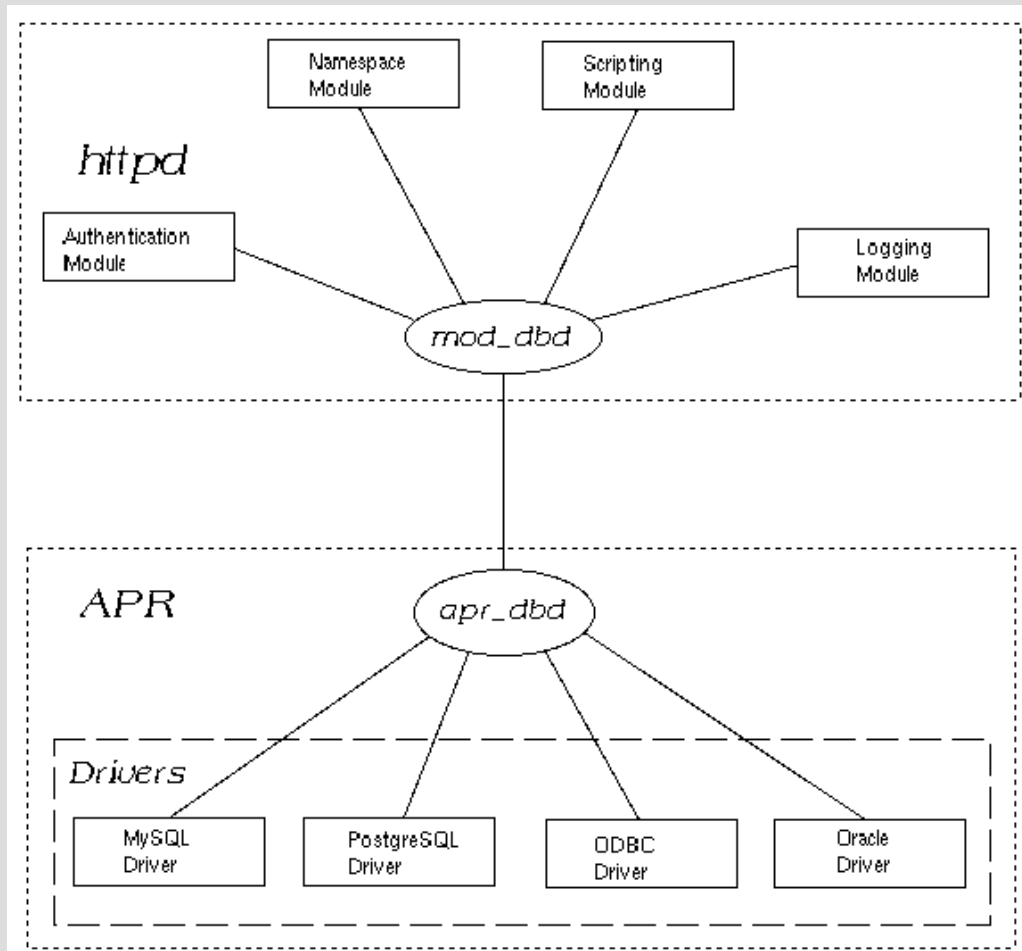 Namespace
Module
Scripting
Module
httpd
Authentication
Module
Logging
Module
mod_dbd
APR
apr_dbd
Drivers
MySQL
Driver
PostgreSQL
Driver
ODBC
Driver
Oracle
Driver